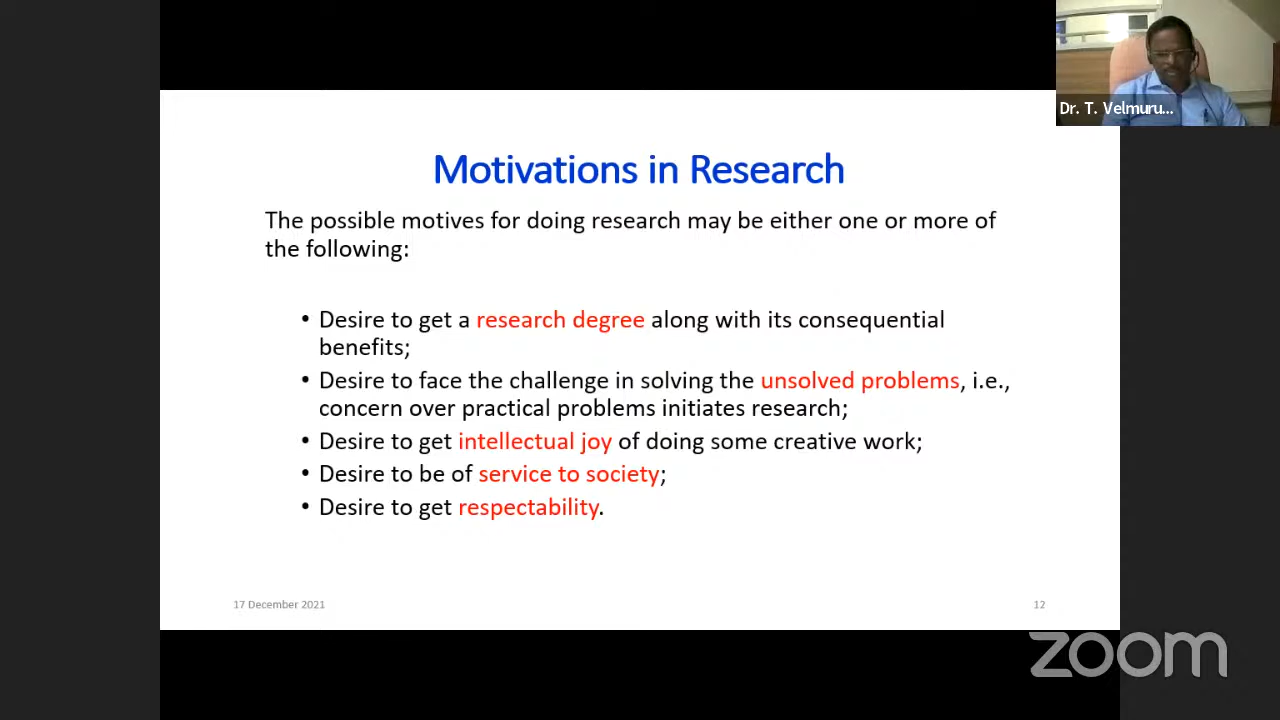 Dr. T. Velmuru...
Motivations in Research
The possible motives for doing research may be either one or more of
the following:
• Desire to get a research degree along with its consequential
benefits;
• Desire to face the challenge in solving the unsolved problems, i.e.,
concern over practical problems initiates research;
• Desire to get intellectual joy of doing some creative work;
• Desire to be of service to society;
• Desire to get respectability.
17 December 2021
12
zoom